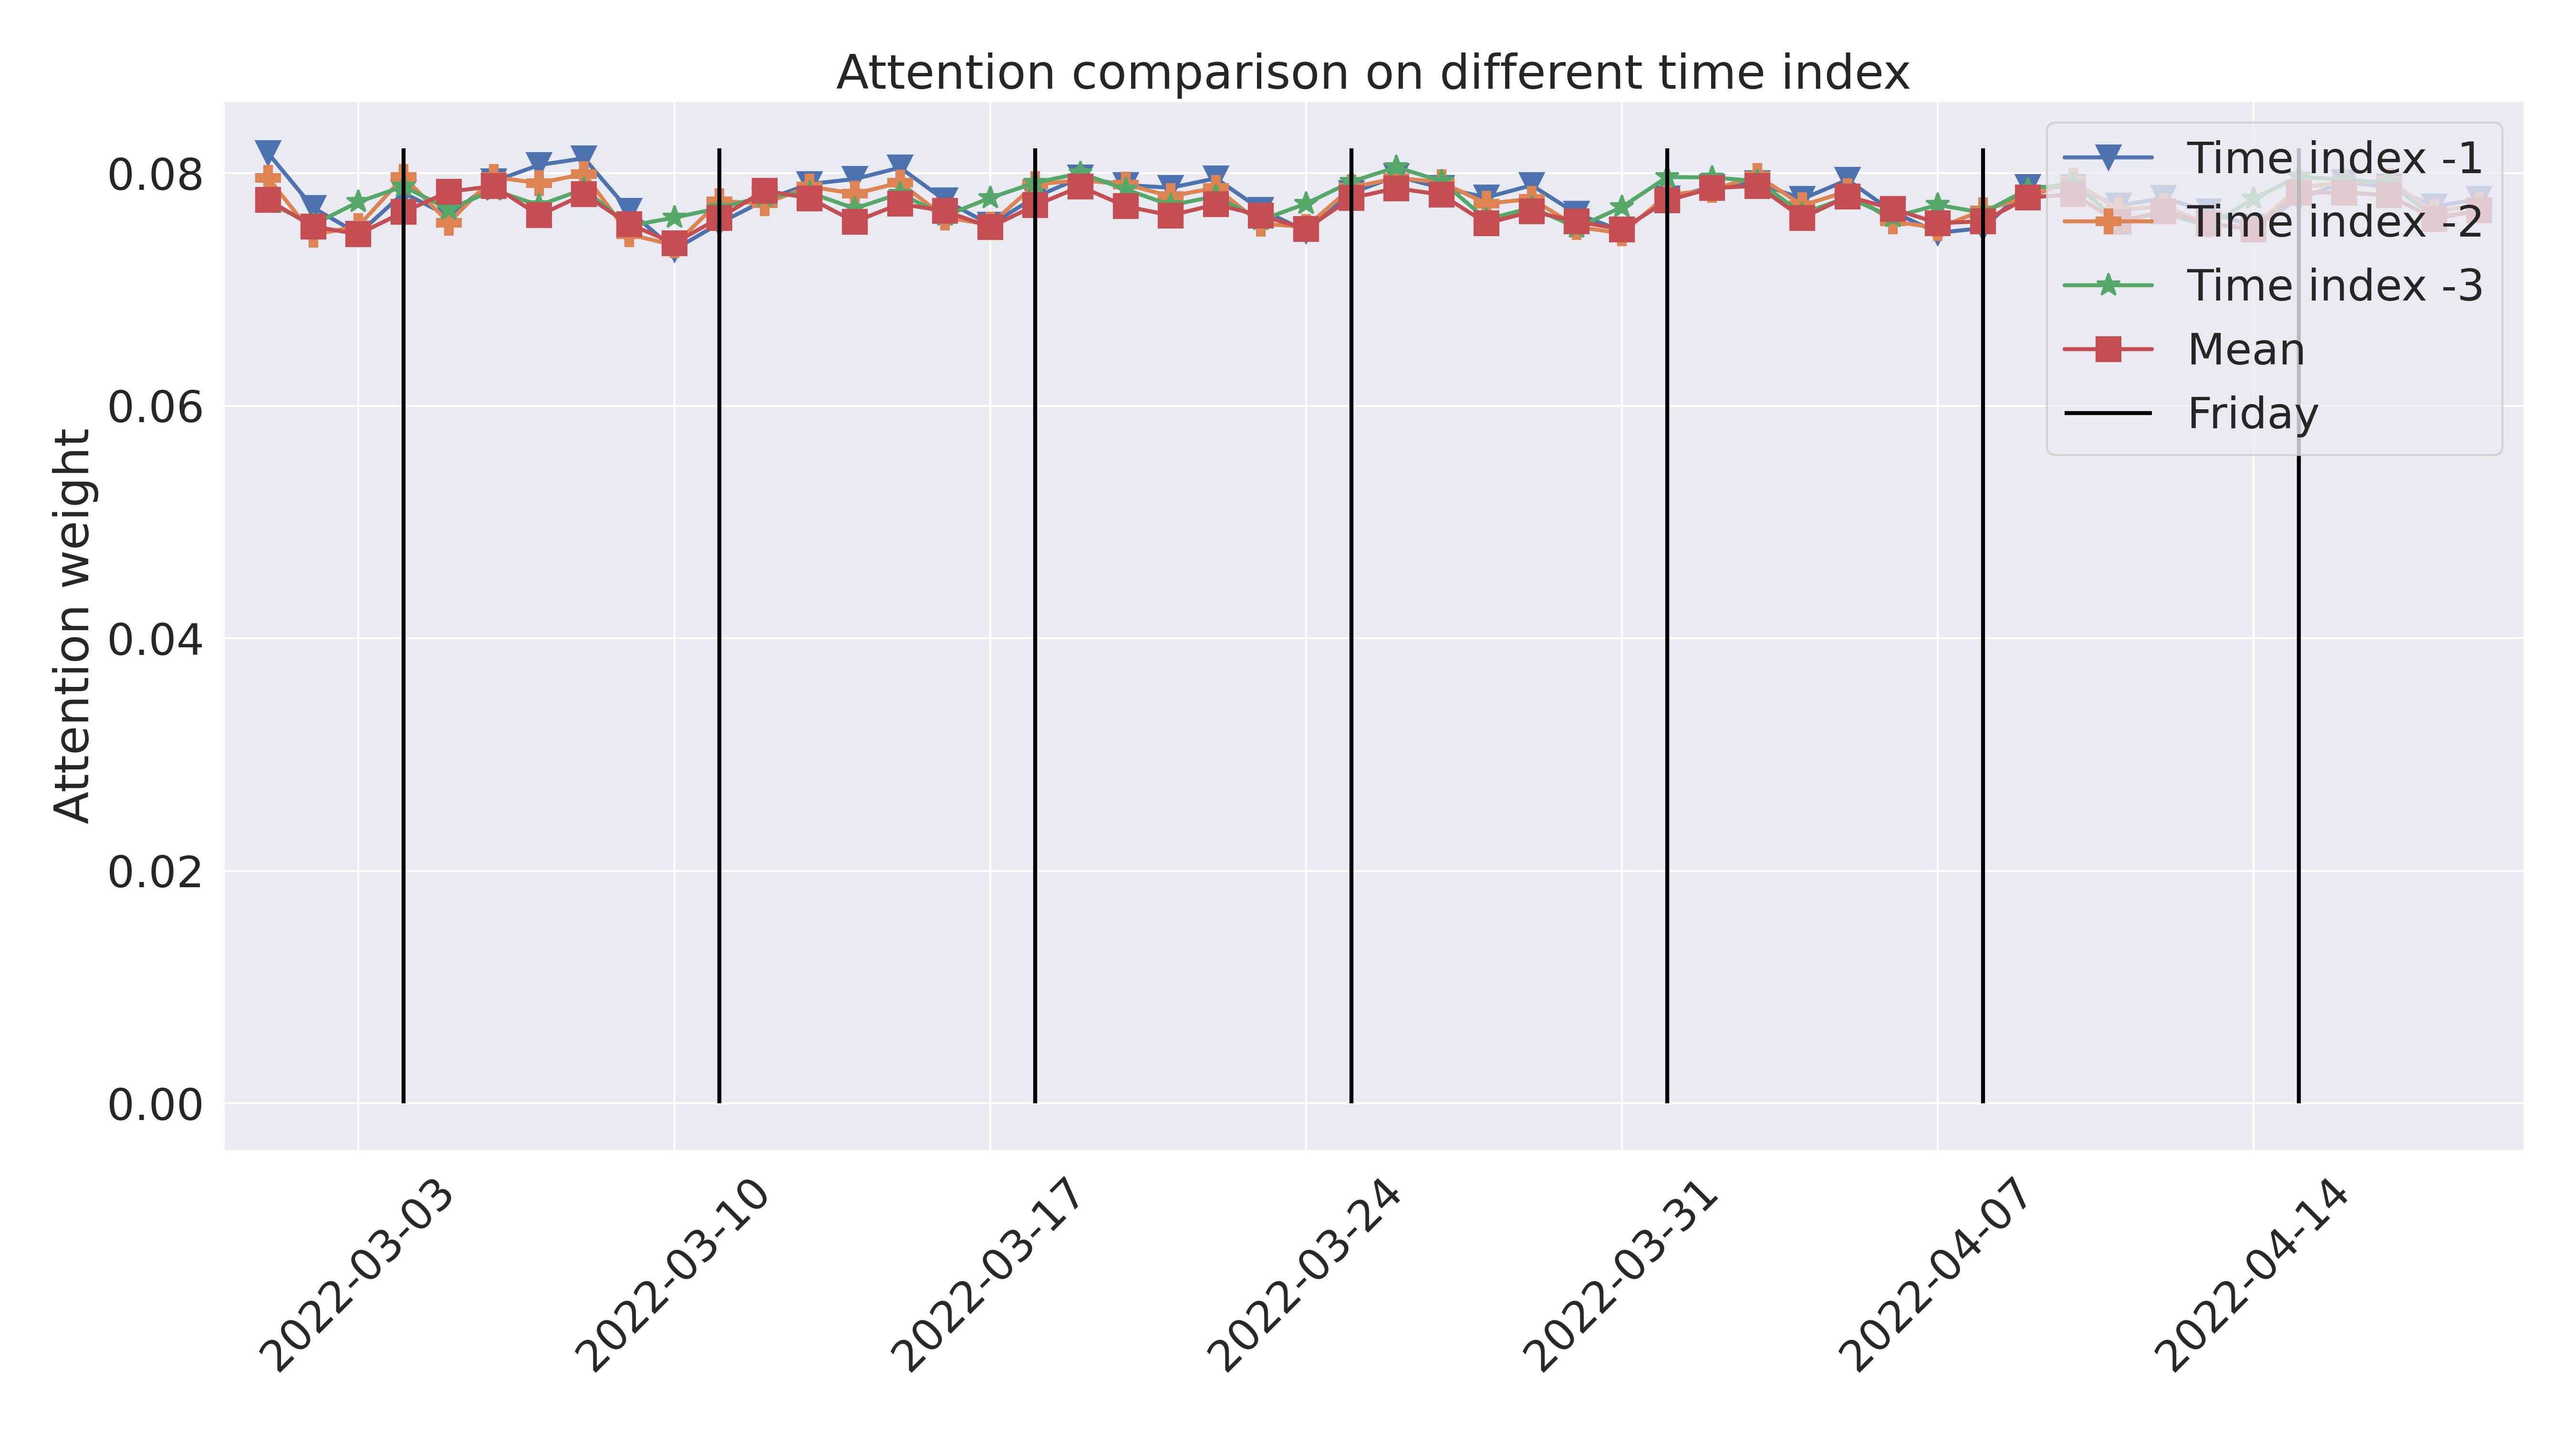 Attention comparison on different time index
Time index -1
Time index -2
Time index -3
Mean
Friday
Attention weight
0.08
0.06
0.04
0.02
0.00
2022-03-03
2022-03-10
2022-03-17
2022-03-24
2022-03-31
2022-04-07
2022-04-14